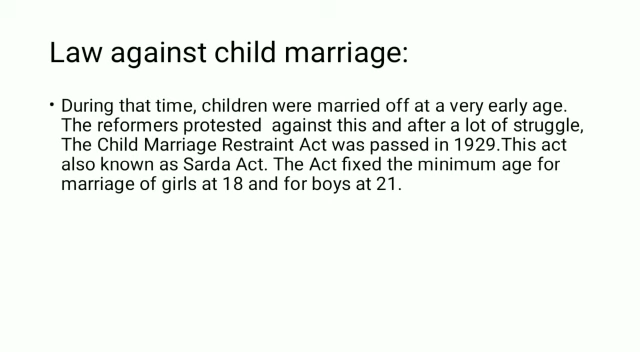 Law against child marriage:
• During that time, children were married off at a very early age.
The reformers protested  against this and after a lot of struggle,
The Child Marriage Restraint Act was passed in 1929.This act
also known as Sarda Act. The Act fixed the minimum age for
marriage of girls at 18 and for boys at 21.